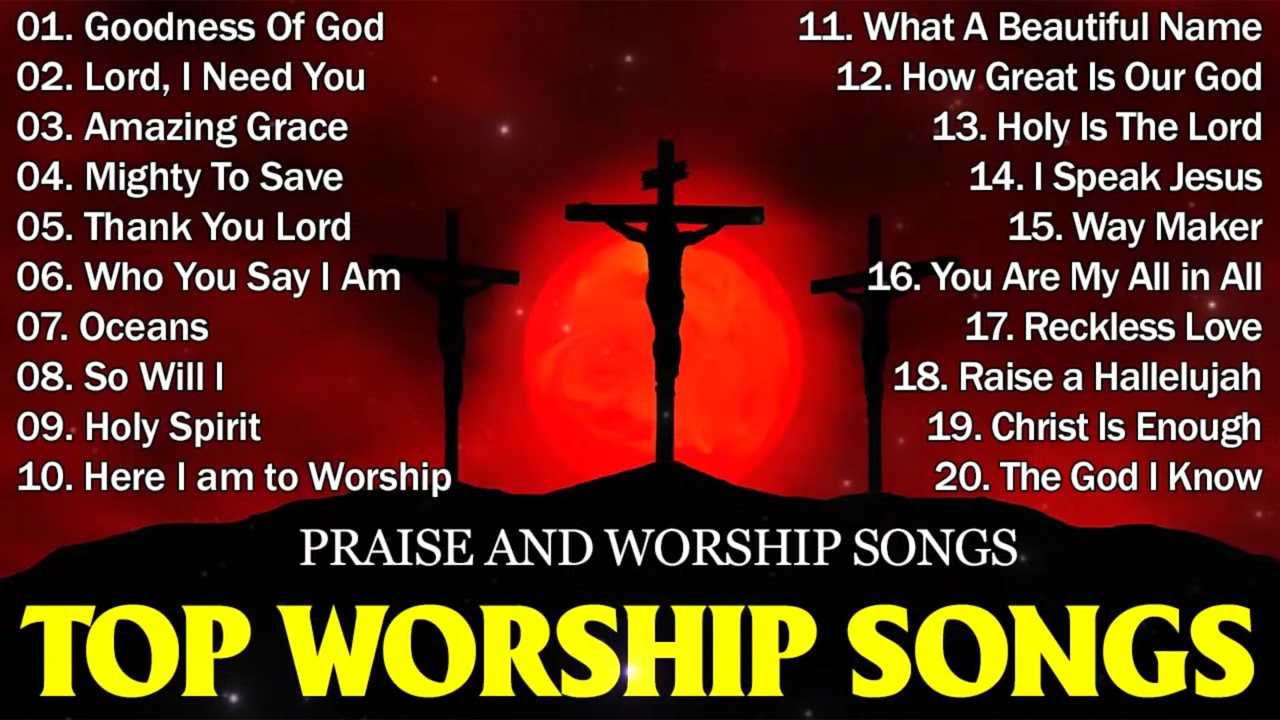 01. Goodness Of God
02. Lord, I Need You
03. Amazing Grace
04. Mighty To Save
05. Thank You Lord
06. Who You Say I Am
07. Oceans
08. So Will I
09. Holy Spirit
10. Here I am to Worship
11. What A Beautiful Name
12. How Great Is Our God
13. Holy Is The Lord
14. I Speak Jesus
15. Way Maker
16. You Are My All in All
17. Reckless Love
18. Raise a Hallelujah
19. Christ Is Enough
20. The God I Know
PRAISE AND WORSHIP SONGS
TOP WORSHIP SONGS